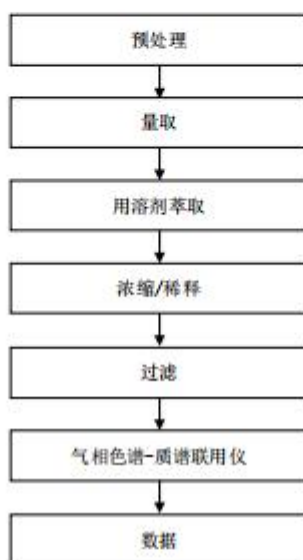 预处理
量取
用溶剂萃取
浓缩/稀释
过滤
气相色谱-质谱联用仪
数据